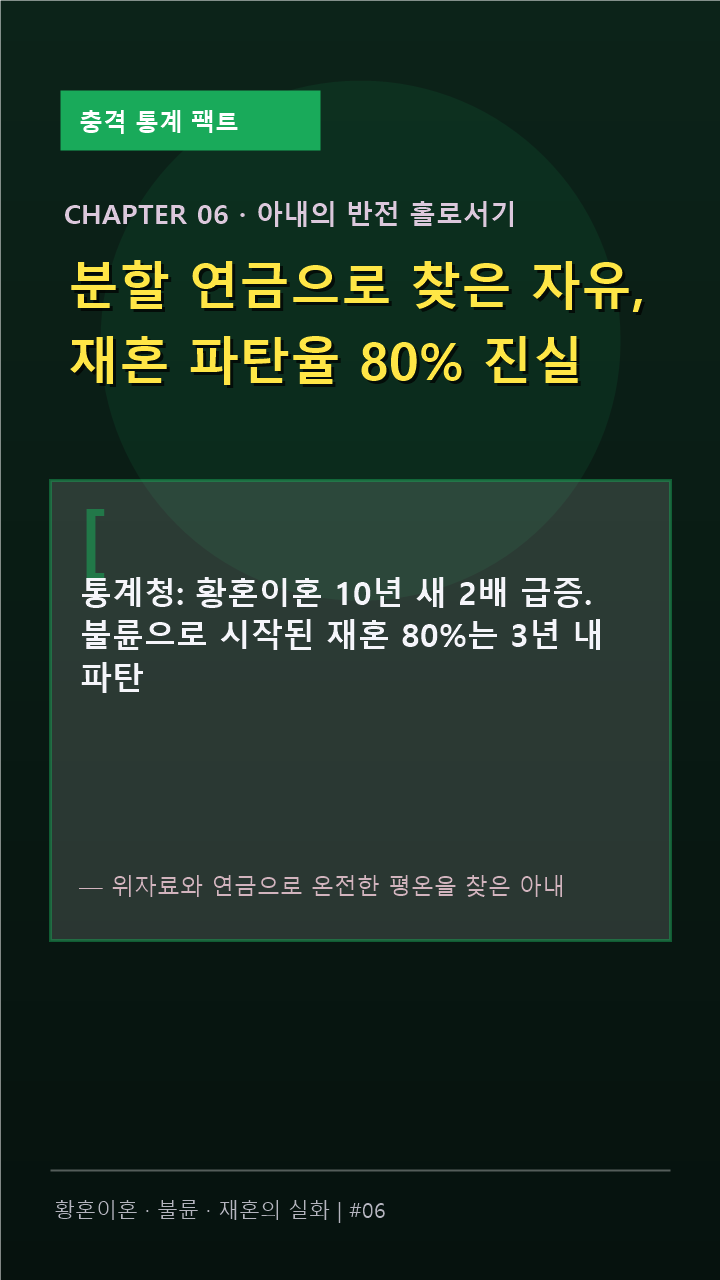 충격 통계 팩트
CHAPTER 06 · 아내의 반전 홀로서기
분할 연금으로 찾은 자유,
재혼 파탄율 80% 진실
[
통계청: 황혼이혼 10년 새 2배 급증.
불륜으로 시작된 재혼 80%는 3년 내
파탄
— 위자료와 연금으로 온전한 평온을 찾은 아내
황혼이혼 · 불륜 · 재혼의 실화 | #06